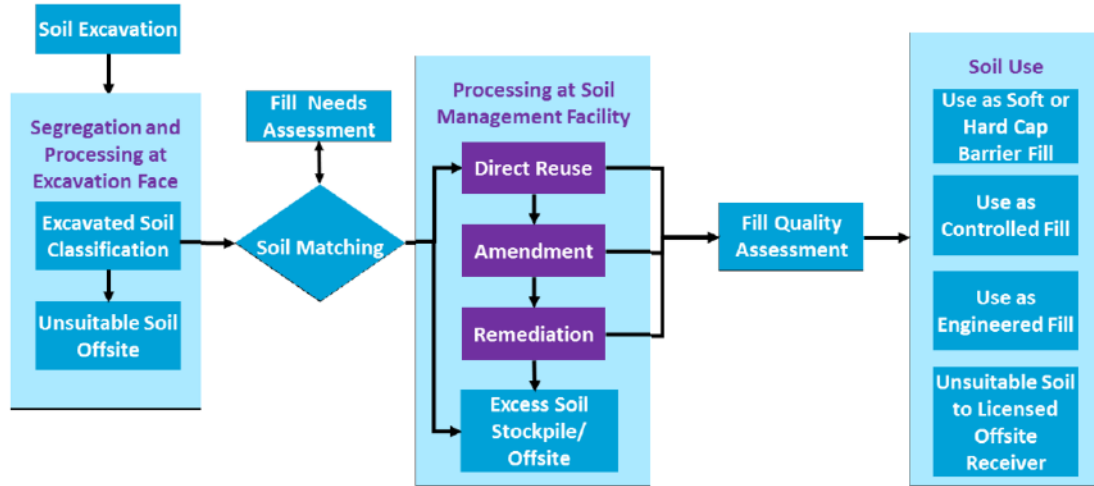 Soil Excavation
Segregation and
Processing at
Excavation Face
Excavated Soil
Classification
Unsuitable Soil
Offsite
Fill Needs
Assessment
Soil Matching
Processing at Soil
Management Facility
Direct Reuse
Amendment
Remediation
Excess Soil
Stockpile/
Offsite
Fill Quality
Assessment
Soil Use
Use as Soft or
Hard Cap
Barrier Fill
Use as
Controlled Fill
Use as
Engineered Fill
Unsuitable Soil
to Licensed
Offsite
Receiver